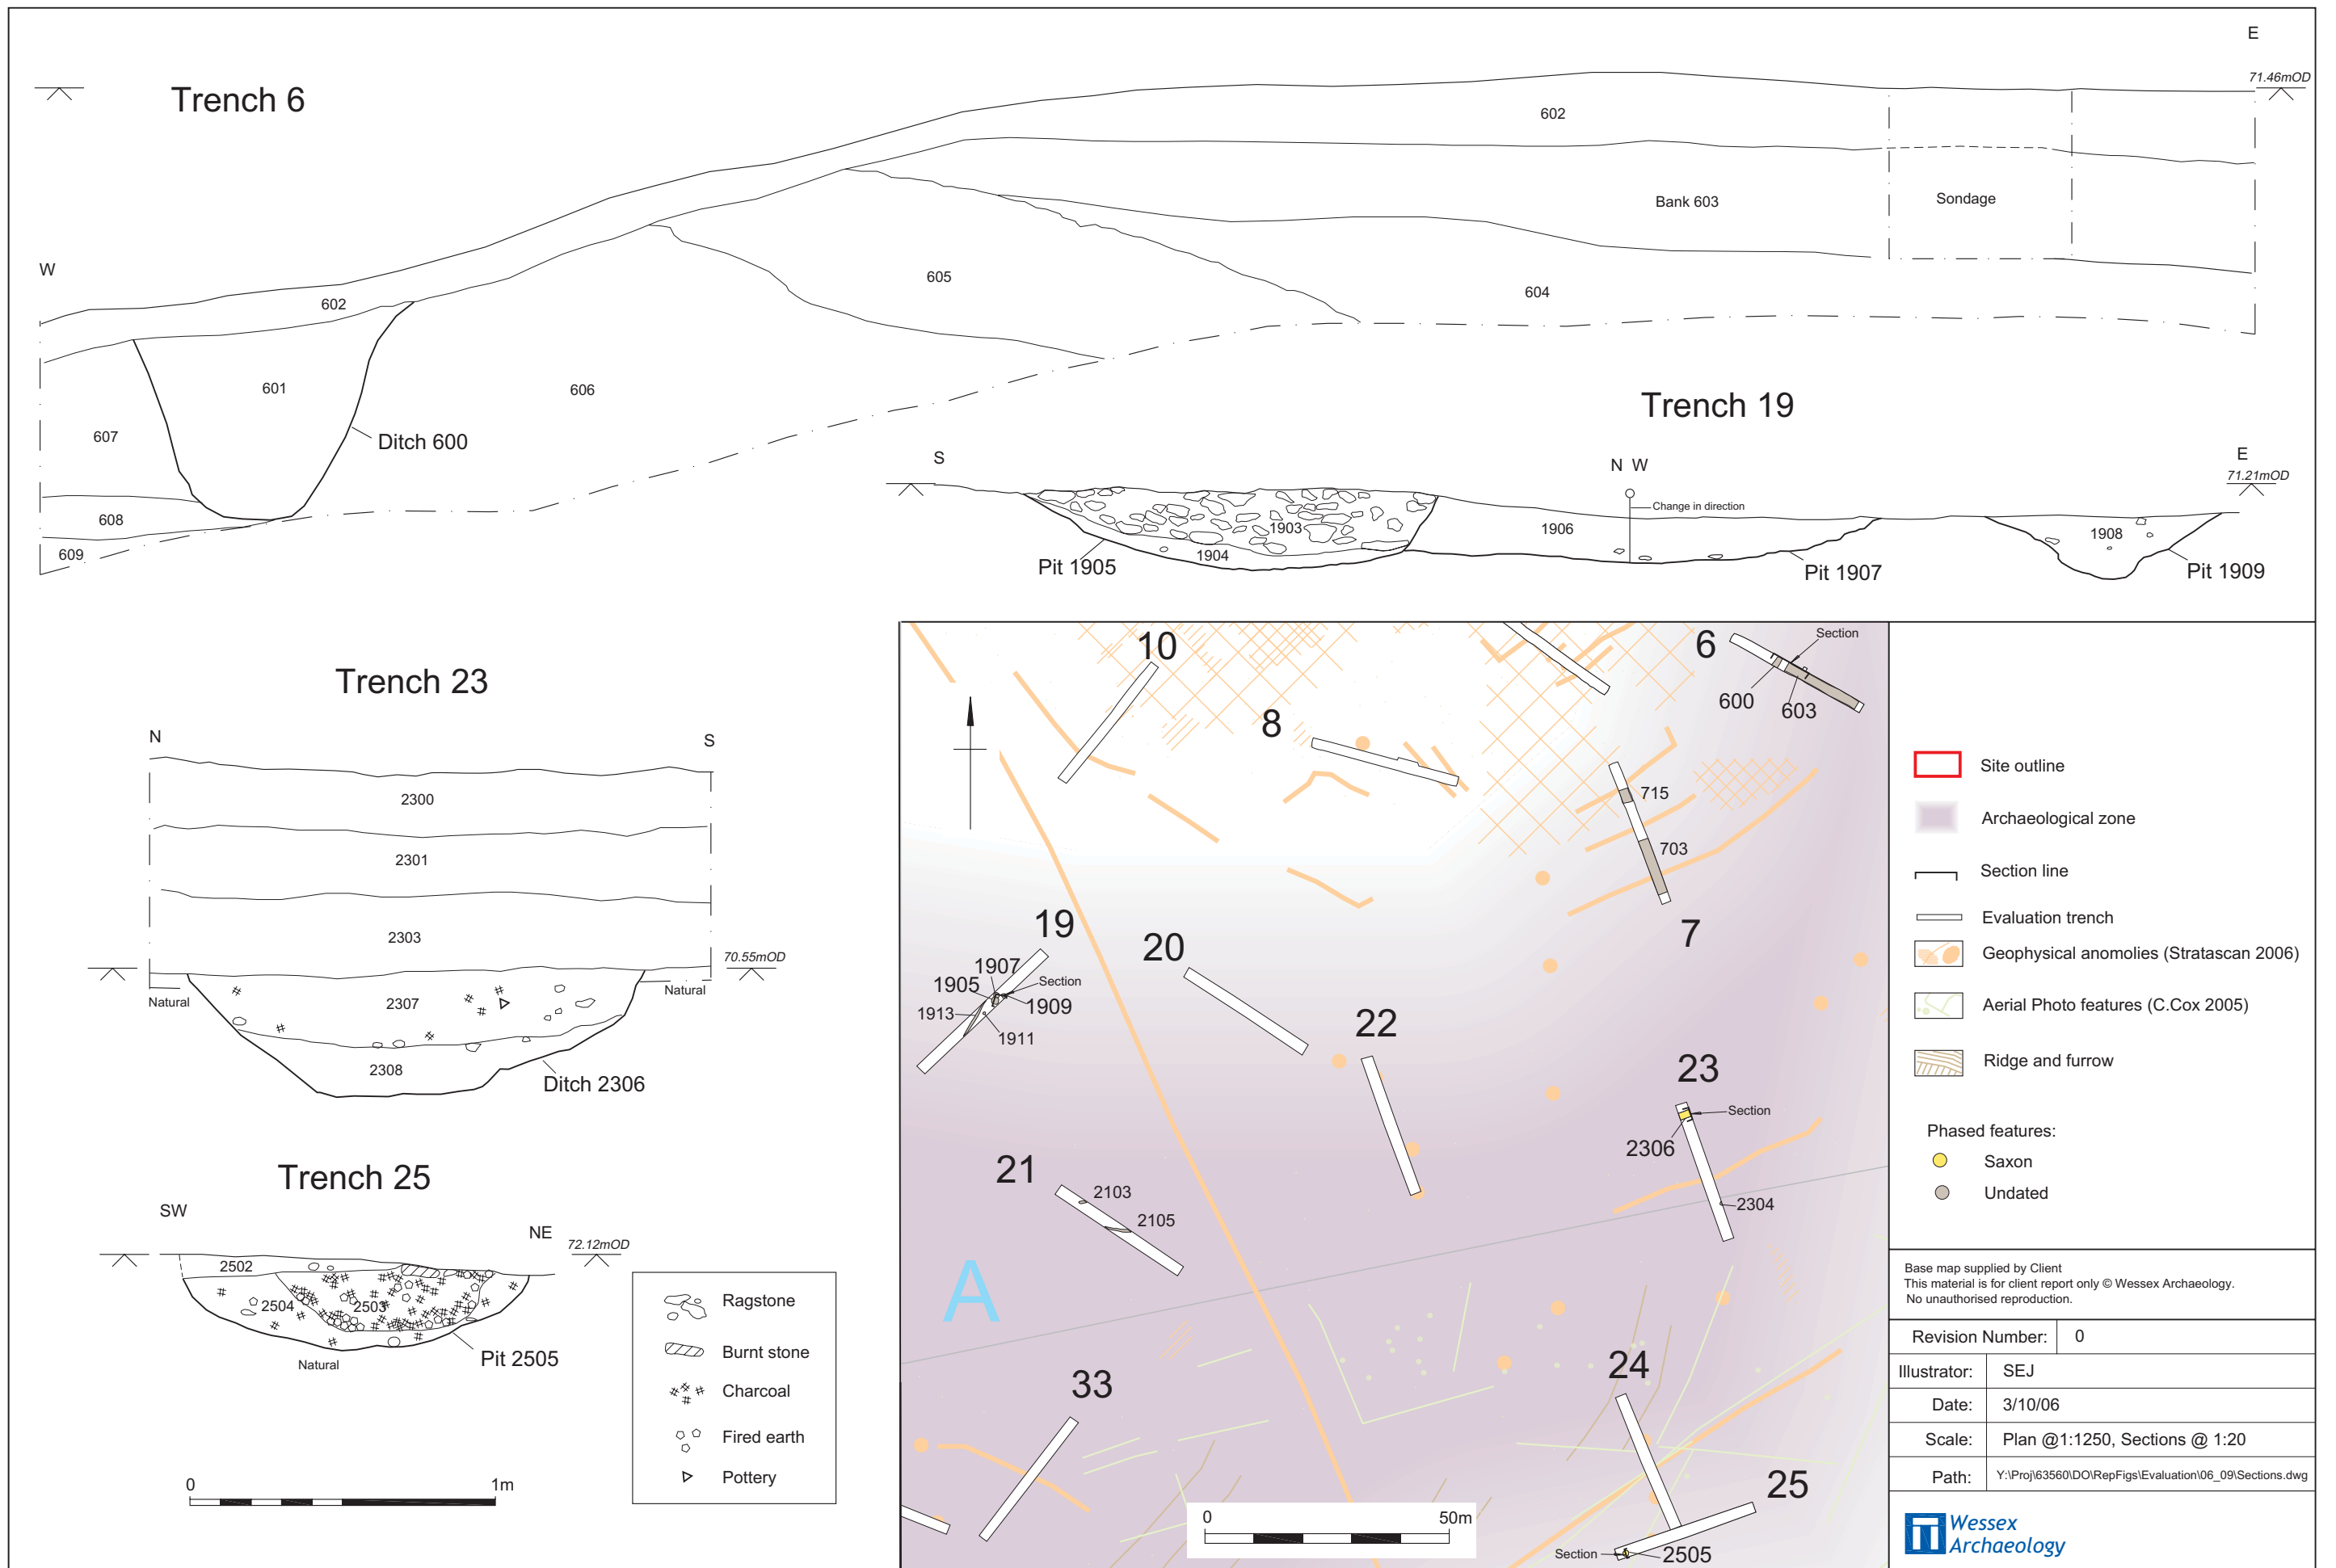 E
71.46mOD
Trench 6
602
Bank 603
Sondage
W
605
604
602
601
606
607
Ditch 600
608
609
Trench 19
S
N W
E
71.21mOD
Change in direction
1903
1906
1908
1904
Pit 1905
Pit 1907
Pit 1909
Trench 23
N
S
2300
2301
2303
70.55mOD
Natural
Natural
2307
2308
Ditch 2306
Trench 25
SW
NE
72.12mOD
2502
2504
2503
Natural
Pit 2505
Ragstone
Burnt stone
Charcoal
Fired earth
Pottery
0
1m
10
6
Section
600
603
8
715
703
7
19
1907
1905
Section
1909
1913
1911
20
22
23
Section
2306
2304
21
2103
2105
A
33
24
25
Section
2505
0
50m
Site outline
Archaeological zone
Section line
Evaluation trench
Geophysical anomolies (Stratascan 2006)
Aerial Photo features (C.Cox 2005)
Ridge and furrow
Phased features:
Saxon
Undated
Base map supplied by Client
This material is for client report only © Wessex Archaeology.
No unauthorised reproduction.
Revision Number: 0
Illustrator: SEJ
Date: 3/10/06
Scale: Plan @1:1250, Sections @ 1:20
Path: Y:\Proj\63560\DO\RepFigs\Evaluation\06_09\Sections.dwg
Wessex
Archaeology